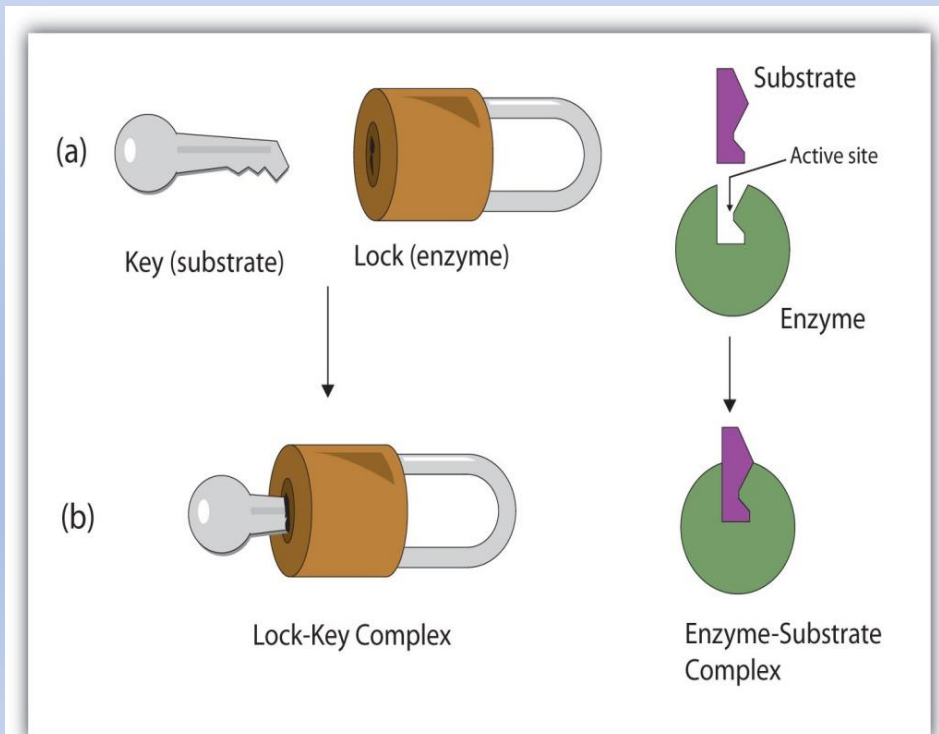 (a)
Key (substrate)
Lock (enzyme)
Substrate
Active site
Enzyme
(b)
Lock-Key Complex
Enzyme-Substrate
Complex